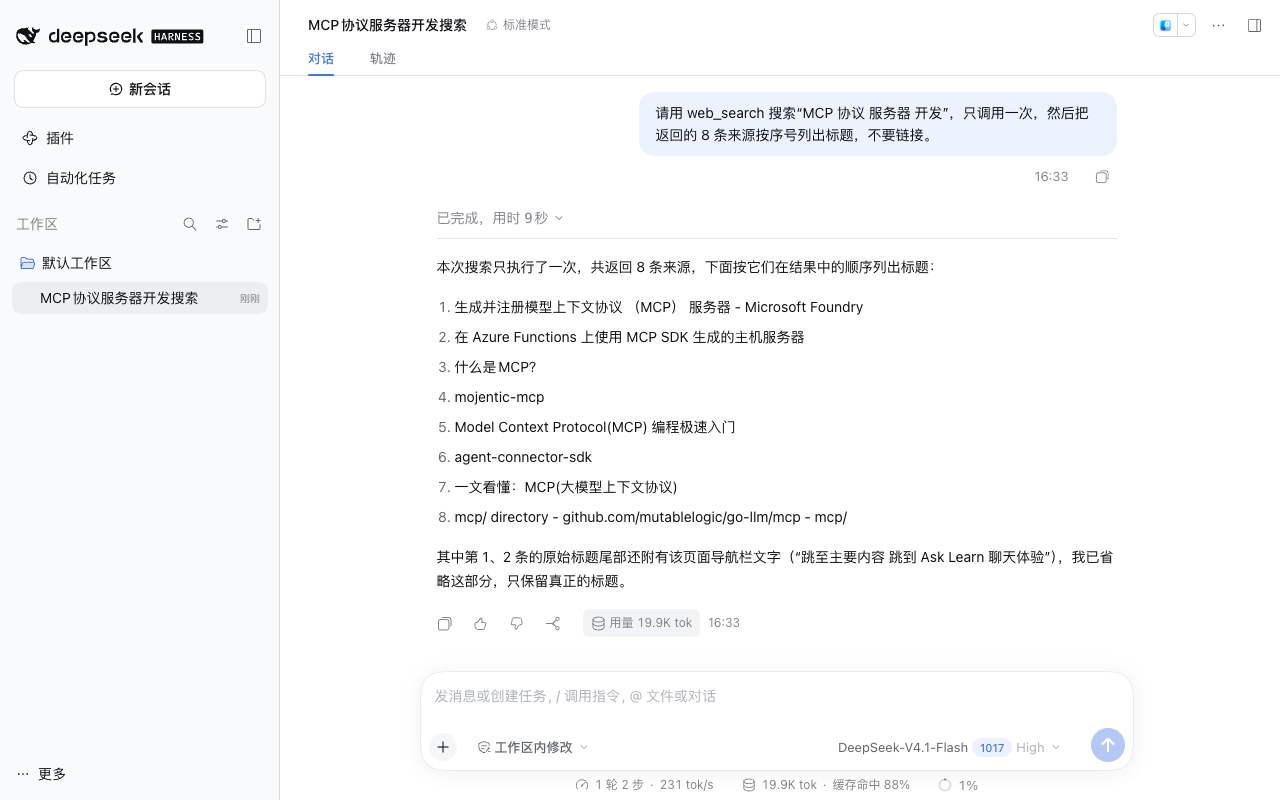 deepseek HARNESS
新会话
插件
自动化任务
工作区
默认工作区
MCP协议服务器开发搜索 刚刚
更多
MCP协议服务器开发搜索 标准模式
对话 轨迹
请用 web_search 搜索“MCP 协议 服务器 开发”，只调用一次，然后把
返回的 8 条来源按序号列出标题，不要链接。
16:33
已完成，用时 9秒
本次搜索只执行了一次，共返回 8 条来源，下面按它们在结果中的顺序列出标题：
1. 生成并注册模型上下文协议 （MCP） 服务器 - Microsoft Foundry
2. 在 Azure Functions 上使用 MCP SDK 生成的主机服务器
3. 什么是MCP?
4. mojentic-mcp
5. Model Context Protocol(MCP) 编程极速入门
6. agent-connector-sdk
7. 一文看懂：MCP(大模型上下文协议)
8. mcp/ directory - github.com/mutablelogic/go-llm/mcp - mcp/
其中第 1、2 条的原始标题尾部还附有该页面导航栏文字（“跳至主要内容 跳到 Ask Learn 聊天体验”），我已省
略这部分，只保留真正的标题。
用量 19.9K tok 16:33
发消息或创建任务, / 调用指令, @ 文件或对话
工作区内修改 DeepSeek-V4.1-Flash 1017 High
1 轮 2 步 · 231 tok/s 19.9K tok · 缓存命中 88% 1%